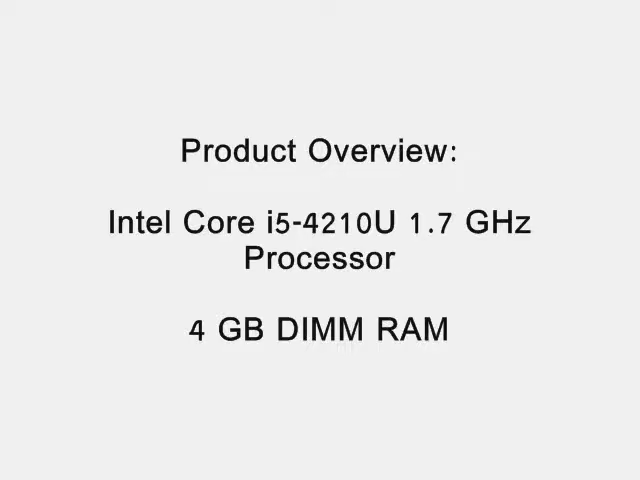 Product Overview:
Intel Core i5-4210U 1.7 GHz
Processor
4 GB DIMM RAM